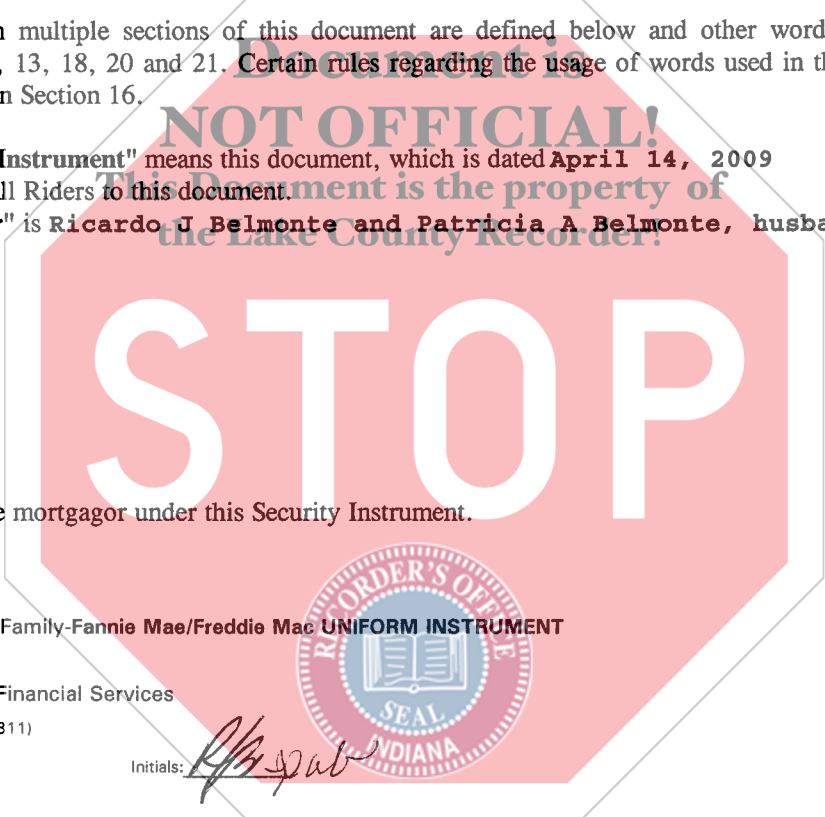 multiple sections of this document are defined below and other word
, 13, 18, 20 and 21. Certain rules regarding the usage of words used in th
n Section 16.
Document is
NOT OFFICIAL!
This Document is the property of
the Lake County Recorder!
Instrument" means this document, which is dated April 14, 2009
ll Riders to this document.
" is Ricardo J Belmonte and Patricia A Belmonte, husba
STOP
e mortgagor under this Security Instrument.
RECORDER'S OFFICE
SEAL
INDIANA
Family-Fannie Mae/Freddie Mac UNIFORM INSTRUMENT
Financial Services
811)
Initials: